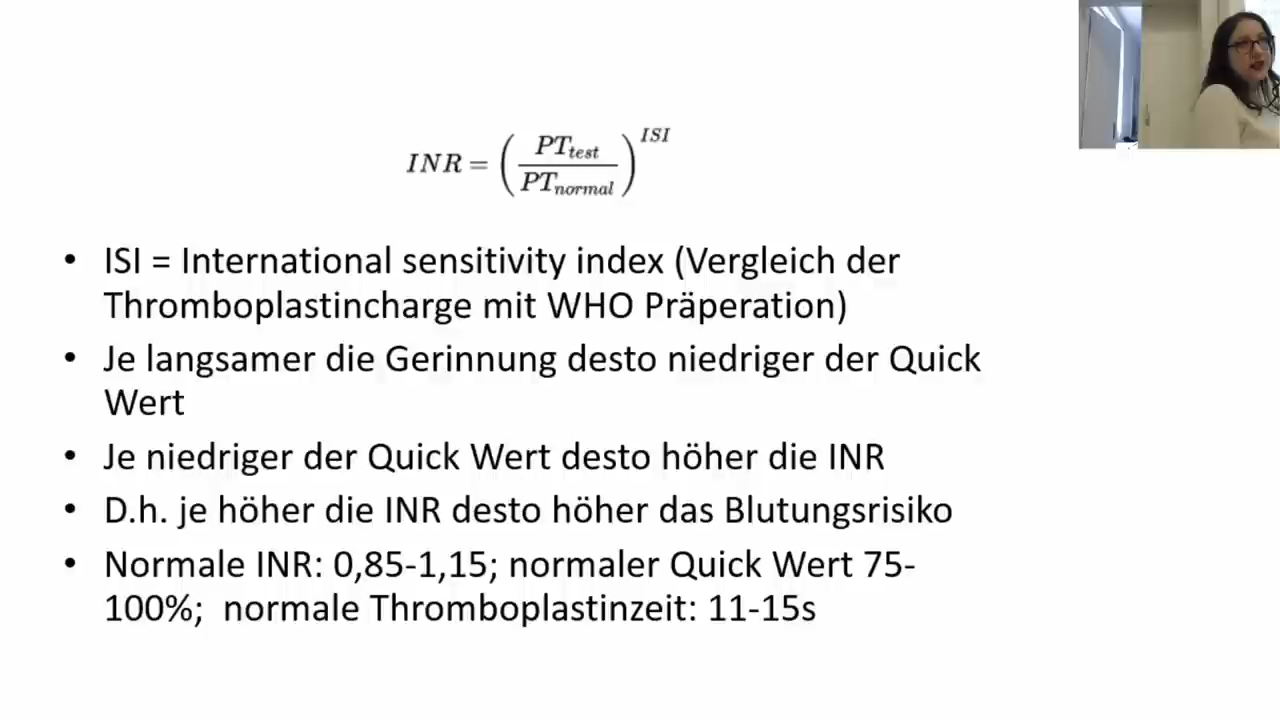 INR = (PT_test / PT_normal)^ISI
• ISI = International sensitivity index (Vergleich der
Thromboplastincharge mit WHO Präperation)
• Je langsamer die Gerinnung desto niedriger der Quick
Wert
• Je niedriger der Quick Wert desto höher die INR
• D.h. je höher die INR desto höher das Blutungsrisiko
• Normale INR: 0,85-1,15; normaler Quick Wert 75-
100%;  normale Thromboplastinzeit: 11-15s